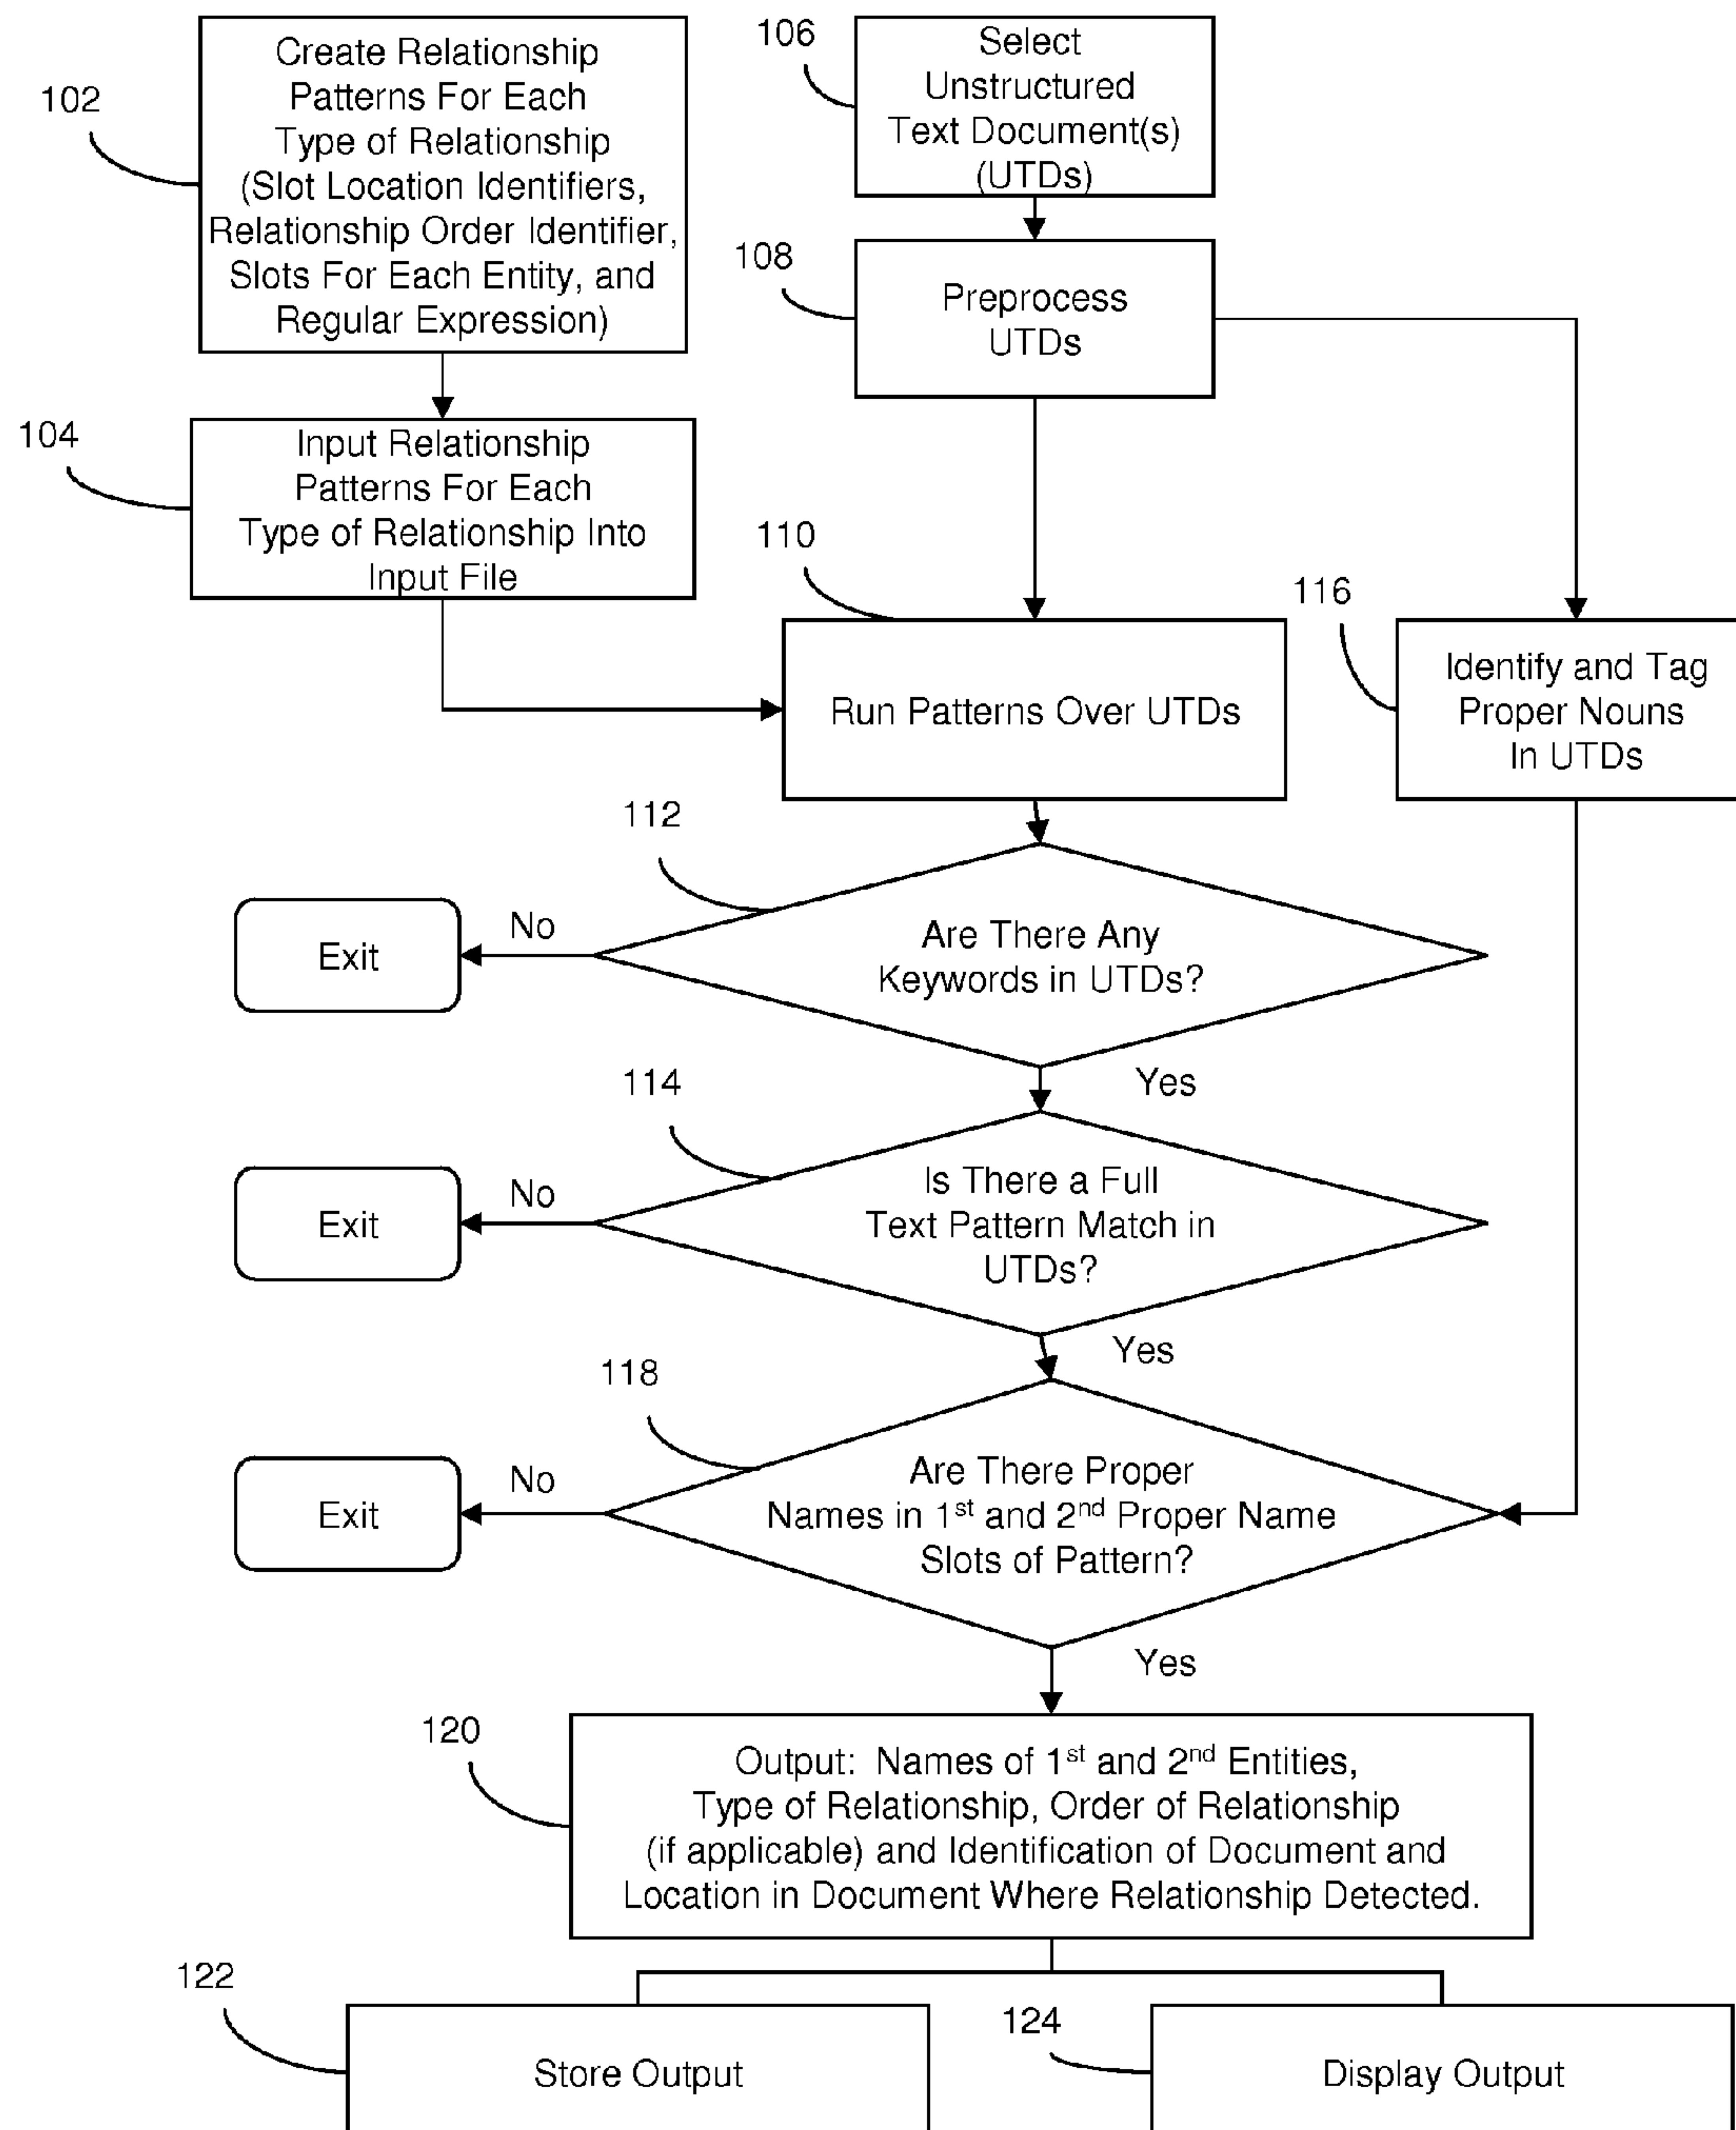 102
Create Relationship
Patterns For Each
Type of Relationship
(Slot Location Identifiers,
Relationship Order Identifier,
Slots For Each Entity, and
Regular Expression)
106
Select
Unstructured
Text Document(s)
(UTDs)
108
Preprocess
UTDs
104
Input Relationship
Patterns For Each
Type of Relationship Into
Input File
110
Run Patterns Over UTDs
116
Identify and Tag
Proper Nouns
In UTDs
112
Are There Any
Keywords in UTDs?
No
Exit
Yes
114
Is There a Full
Text Pattern Match in
UTDs?
No
Exit
Yes
118
Are There Proper
Names in 1st and 2nd Proper Name
Slots of Pattern?
No
Exit
Yes
120
Output: Names of 1st and 2nd Entities,
Type of Relationship, Order of Relationship
(if applicable) and Identification of Document and
Location in Document Where Relationship Detected.
122
Store Output
124
Display Output